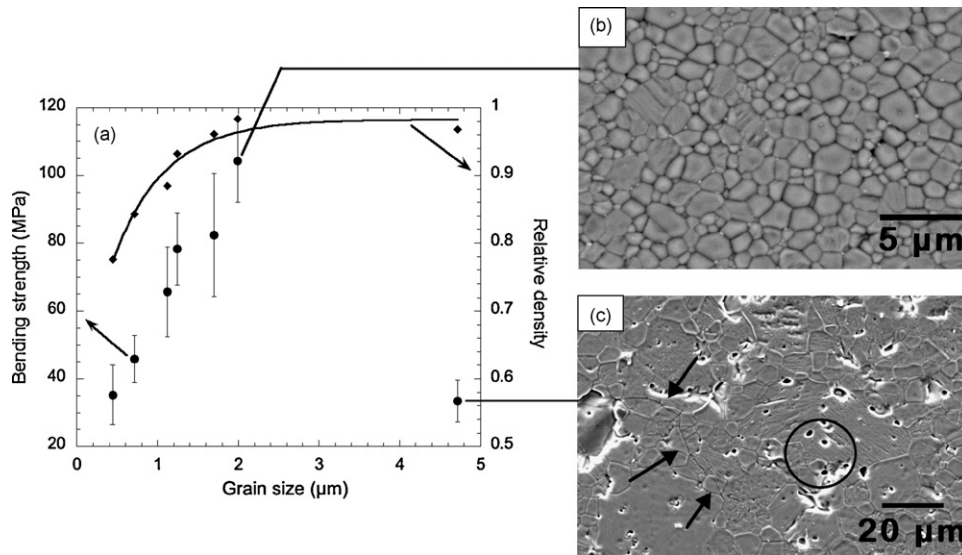 (a)
120
100
80
60
40
20
Bending strength (MPa)
0
1
2
3
4
5
Grain size (μm)
1
0.9
0.8
0.7
0.6
0.5
Relative density
(b)
5 μm
(c)
20 μm